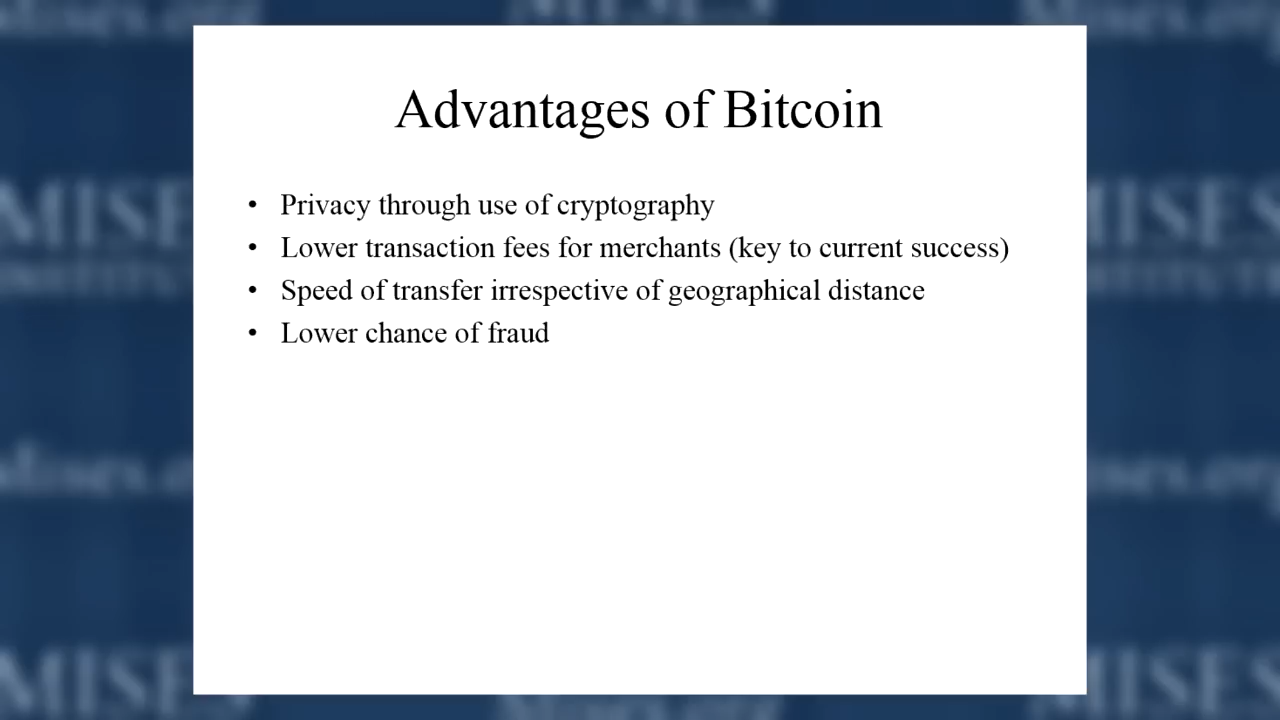 Advantages of Bitcoin
• Privacy through use of cryptography
• Lower transaction fees for merchants (key to current success)
• Speed of transfer irrespective of geographical distance
• Lower chance of fraud